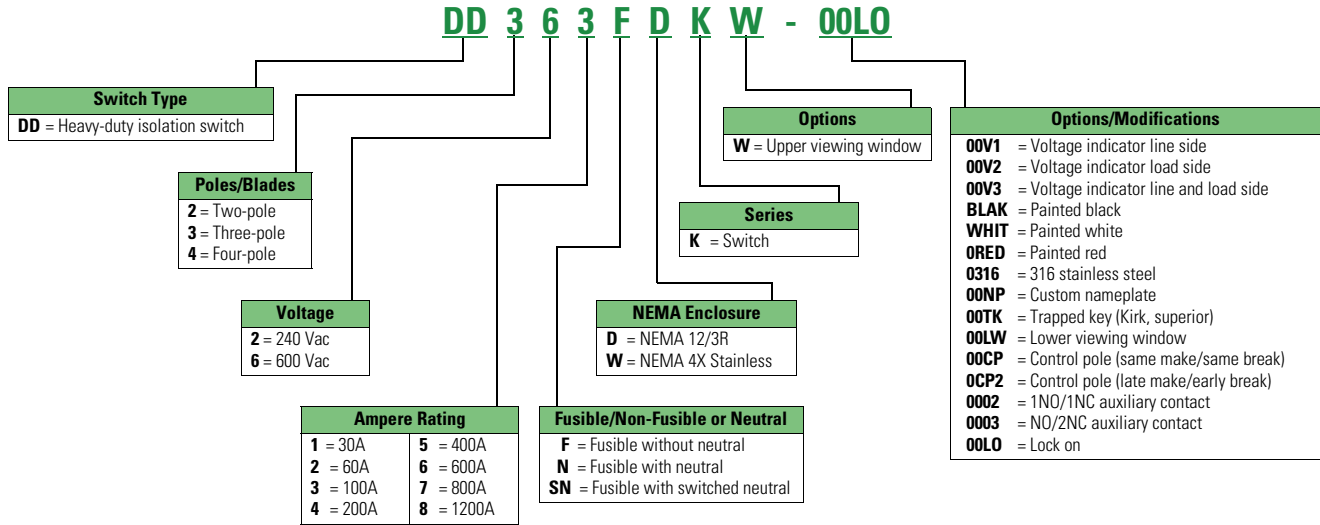 DD 3 6 3 F D K W - 00LO
Switch Type
DD = Heavy-duty isolation switch
Poles/Blades
2 = Two-pole
3 = Three-pole
4 = Four-pole
Voltage
2 = 240 Vac
6 = 600 Vac
Ampere Rating
1 = 30A
2 = 60A
3 = 100A
4 = 200A
5 = 400A
6 = 600A
7 = 800A
8 = 1200A
Fusible/Non-Fusible or Neutral
F = Fusible without neutral
N = Fusible with neutral
SN = Fusible with switched neutral
NEMA Enclosure
D = NEMA 12/3R
W = NEMA 4X Stainless
Series
K = Switch
Options
W = Upper viewing window
Options/Modifications
00V1 = Voltage indicator line side
00V2 = Voltage indicator load side
00V3 = Voltage indicator line and load side
BLAK = Painted black
WHIT = Painted white
0RED = Painted red
0316 = 316 stainless steel
00NP = Custom nameplate
00TK = Trapped key (Kirk, superior)
00LW = Lower viewing window
00CP = Control pole (same make/same break)
0CP2 = Control pole (late make/early break)
0002 = 1NO/1NC auxiliary contact
0003 = NO/2NC auxiliary contact
00LO = Lock on